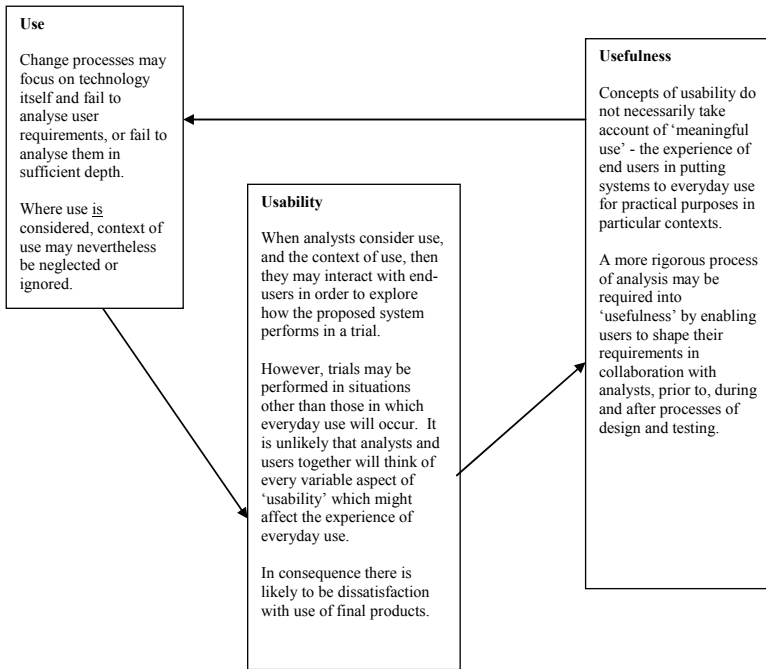 Use
Change processes may
focus on technology
itself and fail to
analyse user
requirements, or fail to
analyse them in
sufficient depth.
Where use is
considered, context of
use may nevertheless
be neglected or
ignored.
Usability
When analysts consider use,
and the context of use, then
they may interact with end-
users in order to explore
how the proposed system
performs in a trial.
However, trials may be
performed in situations
other than those in which
everyday use will occur.  It
is unlikely that analysts and
users together will think of
every variable aspect of
‘usability’ which might
affect the experience of
everyday use.
In consequence there is
likely to be dissatisfaction
with use of final products.
Usefulness
Concepts of usability do
not necessarily take
account of ‘meaningful
use’ - the experience of
end users in putting
systems to everyday use
for practical purposes in
particular contexts.
A more rigorous process
of analysis may be
required into
‘usefulness’ by enabling
users to shape their
requirements in
collaboration with
analysts, prior to, during
and after processes of
design and testing.